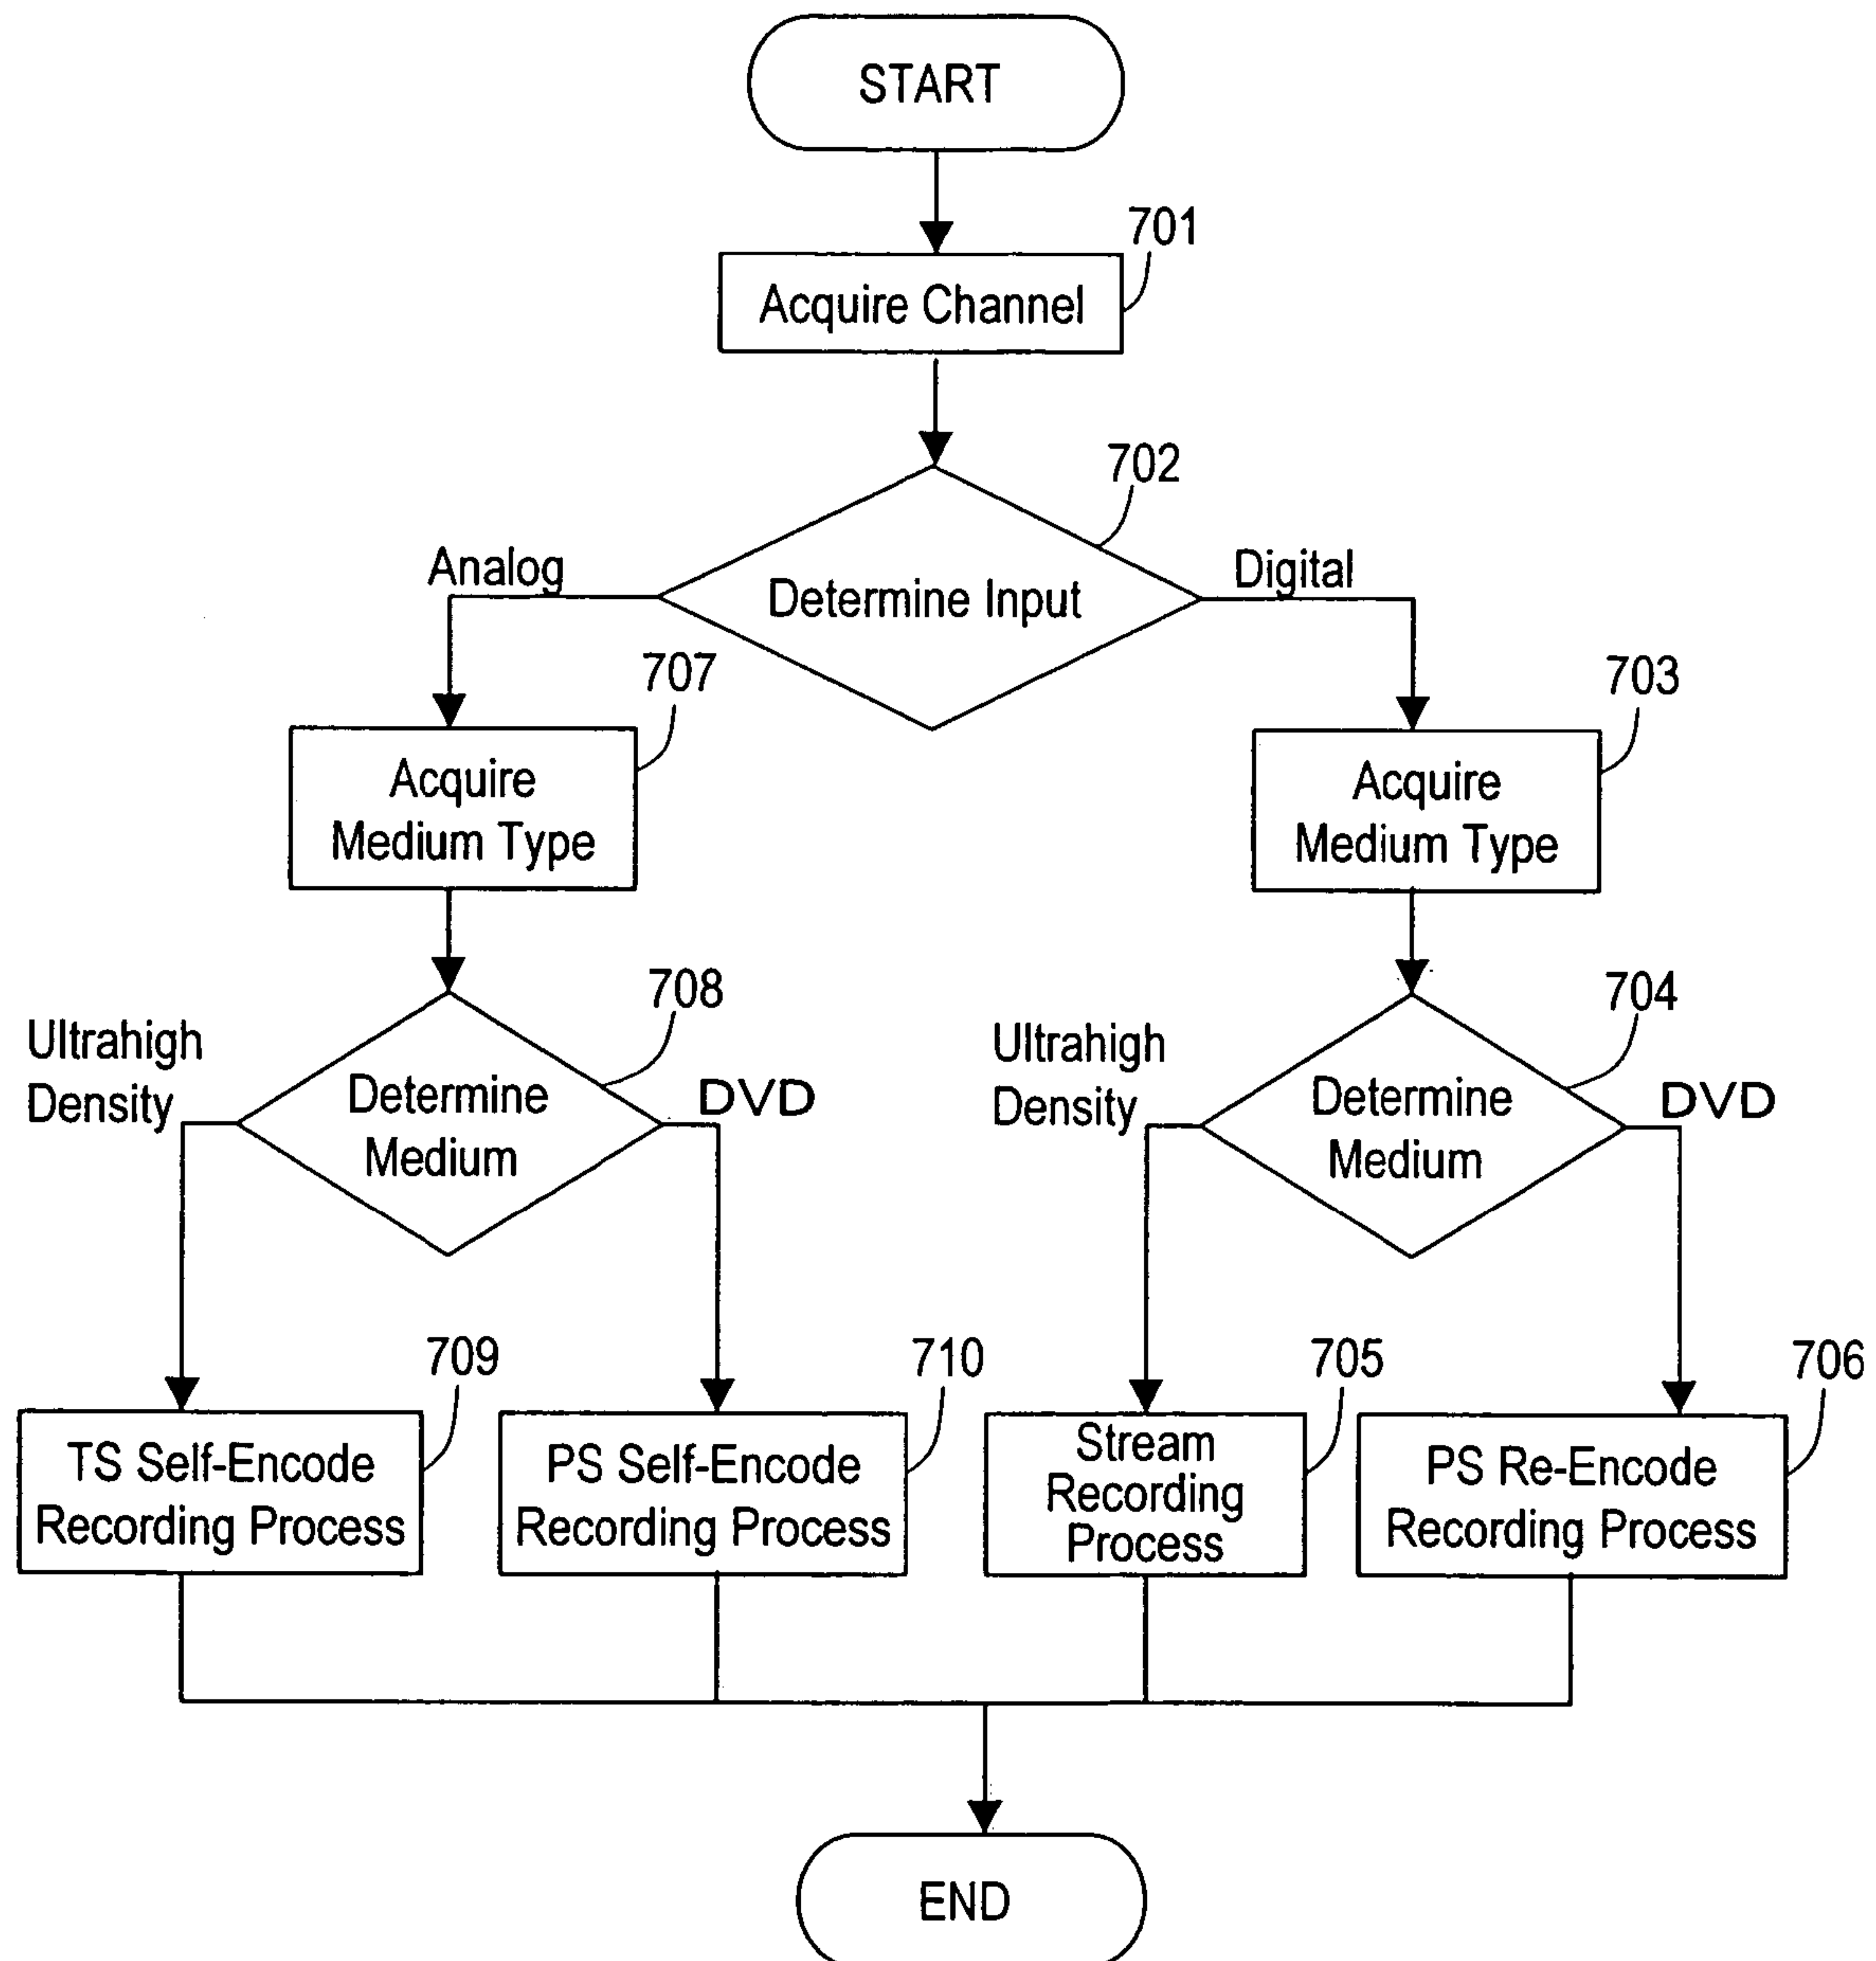 START
701
Acquire Channel
702
Analog
Digital
Determine Input
707
703
Acquire
Medium Type
Acquire
Medium Type
708
704
Ultrahigh
Density
Determine
Medium
DVD
Ultrahigh
Density
Determine
Medium
DVD
709
710
705
706
TS Self-Encode
Recording Process
PS Self-Encode
Recording Process
Stream
Recording
Process
PS Re-Encode
Recording Process
END